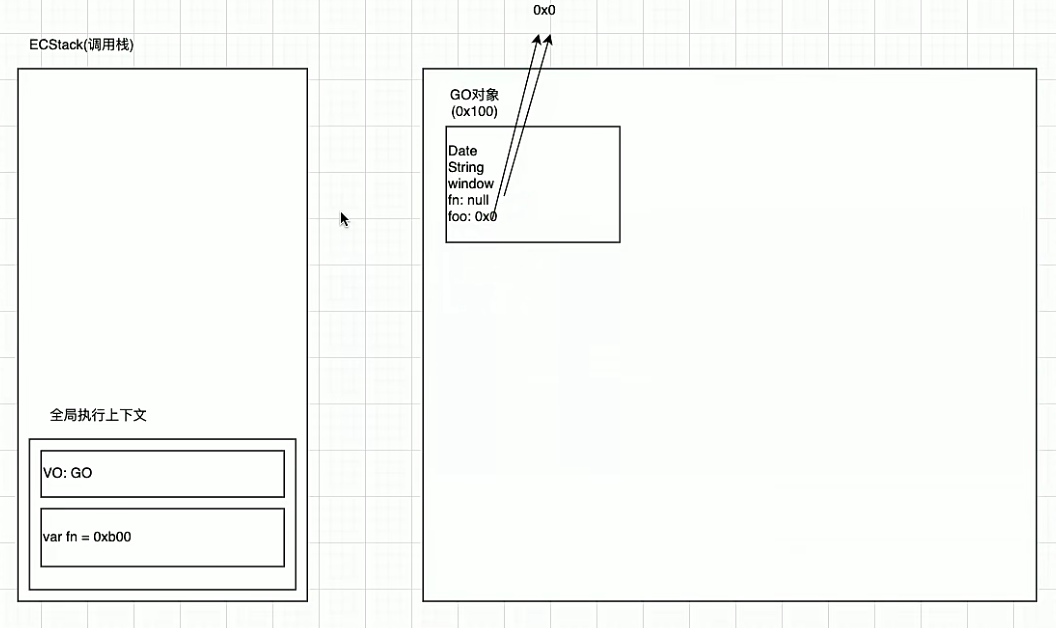 0x0
ECStack(调用栈)
GO对象
(0x100)
Date
String
window
fn: null
foo: 0x0
全局执行上下文
VO: GO
var fn = 0xb00